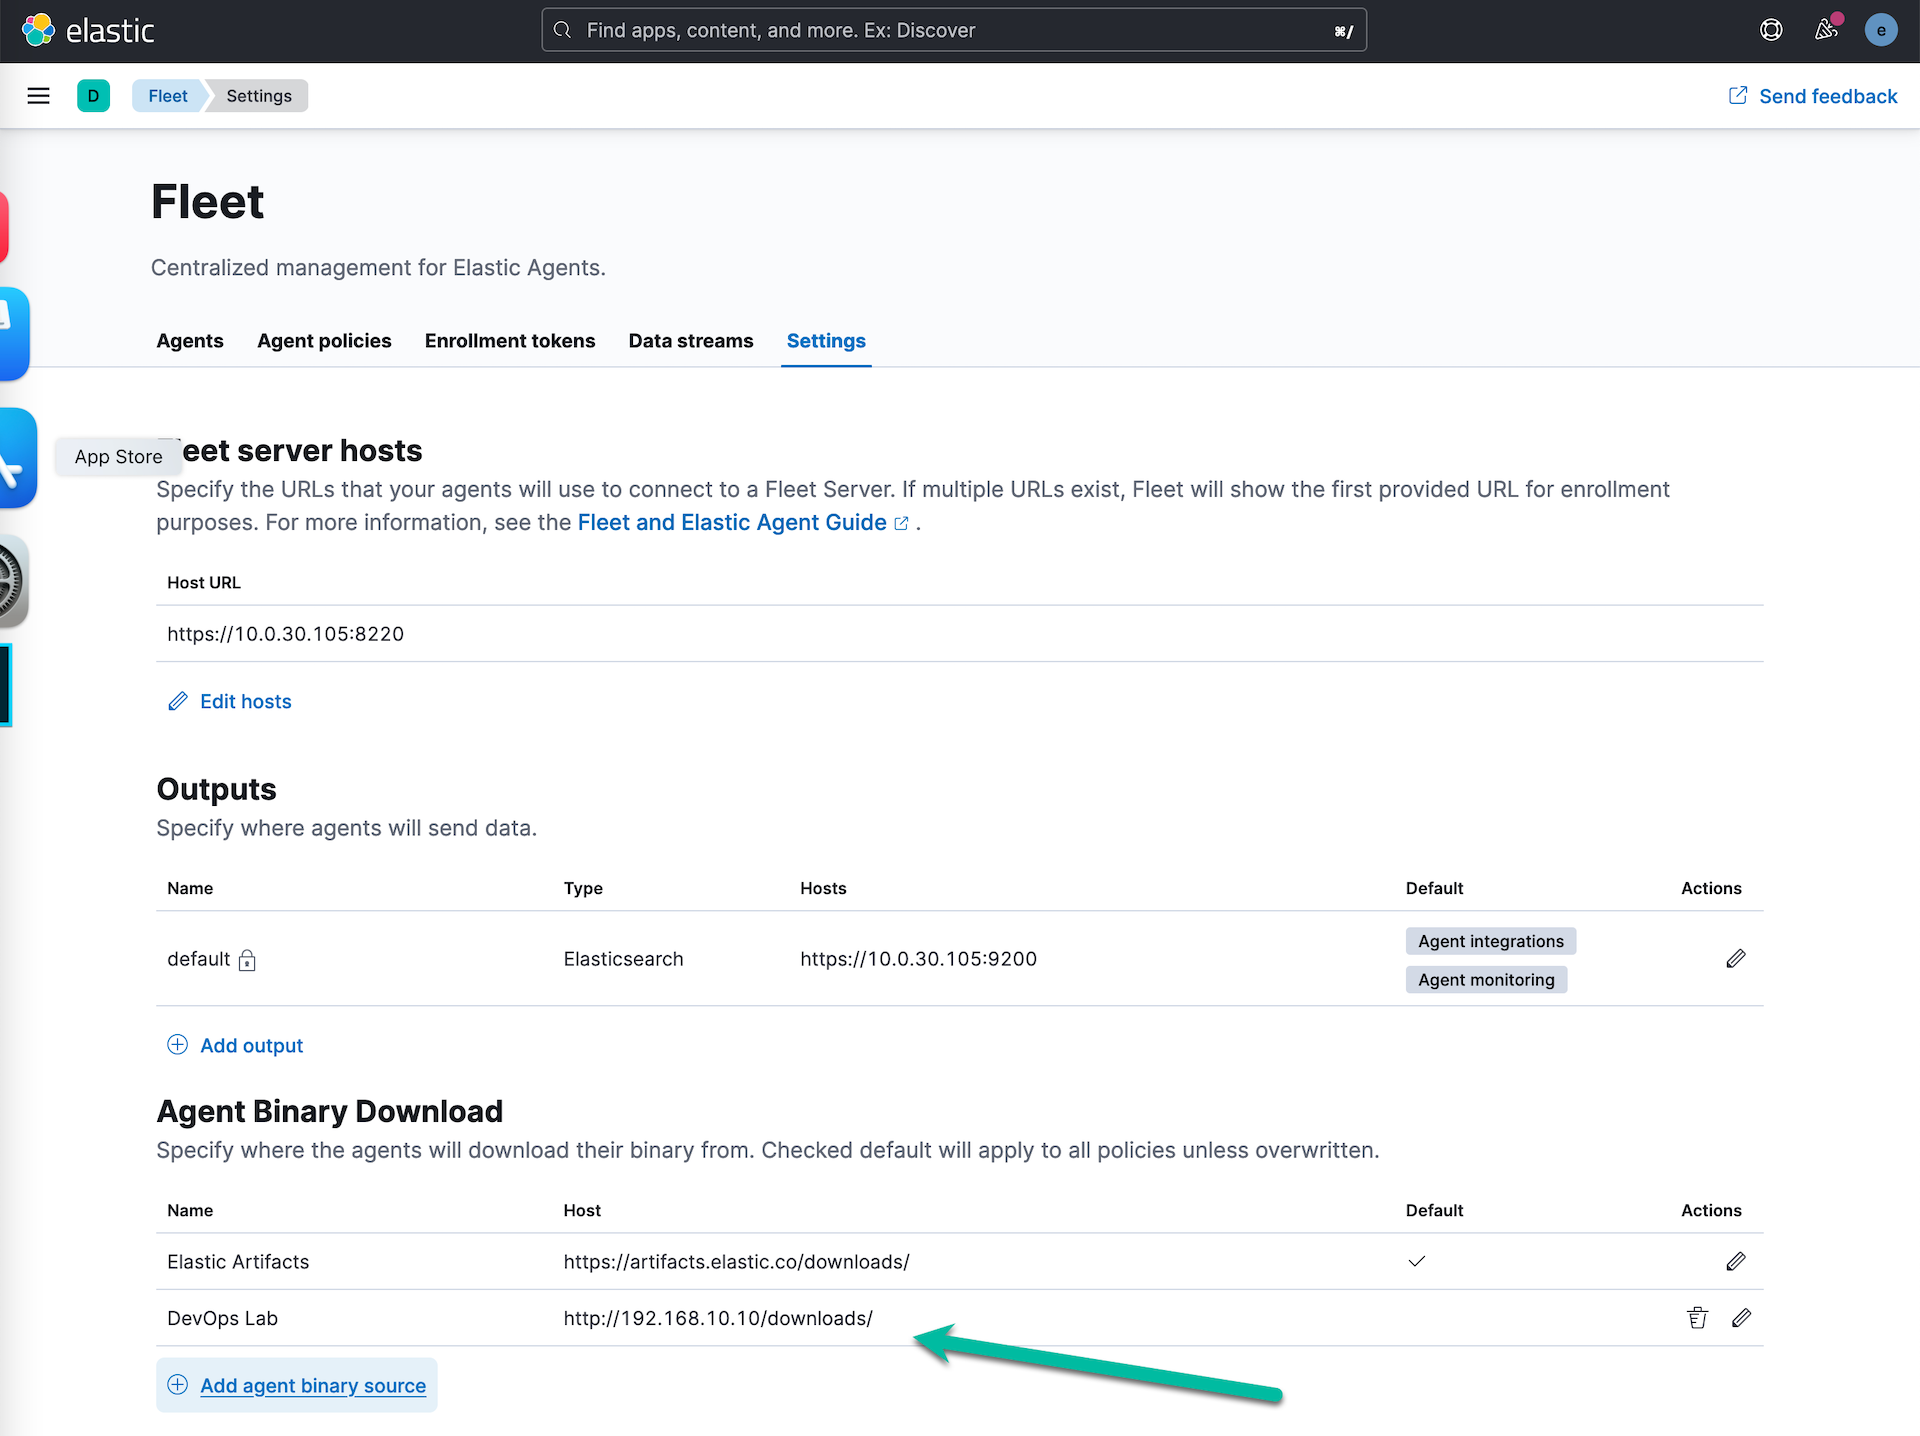 elastic
Find apps, content, and more. Ex: Discover
⌘/
e
D
Fleet
Settings
Send feedback
Fleet
Centralized management for Elastic Agents.
Agents
Agent policies
Enrollment tokens
Data streams
Settings
App Store
leet server hosts
Specify the URLs that your agents will use to connect to a Fleet Server. If multiple URLs exist, Fleet will show the first provided URL for enrollment
purposes. For more information, see the Fleet and Elastic Agent Guide .
Host URL
https://10.0.30.105:8220
Edit hosts
Outputs
Specify where agents will send data.
Name Type Hosts Default Actions
default Elasticsearch https://10.0.30.105:9200
Agent integrations
Agent monitoring
Add output
Agent Binary Download
Specify where the agents will download their binary from. Checked default will apply to all policies unless overwritten.
Name Host Default Actions
Elastic Artifacts https://artifacts.elastic.co/downloads/
DevOps Lab http://192.168.10.10/downloads/
Add agent binary source